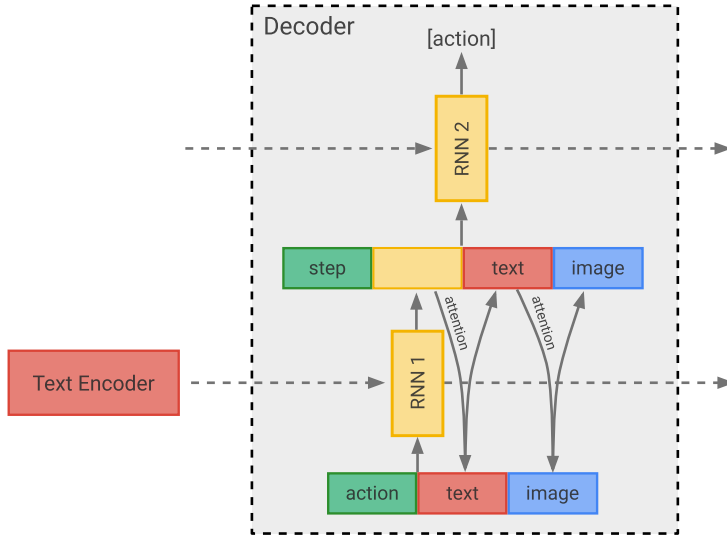 Decoder
[action]
RNN 2
step
text
image
attention
attention
Text Encoder
RNN 1
action
text
image